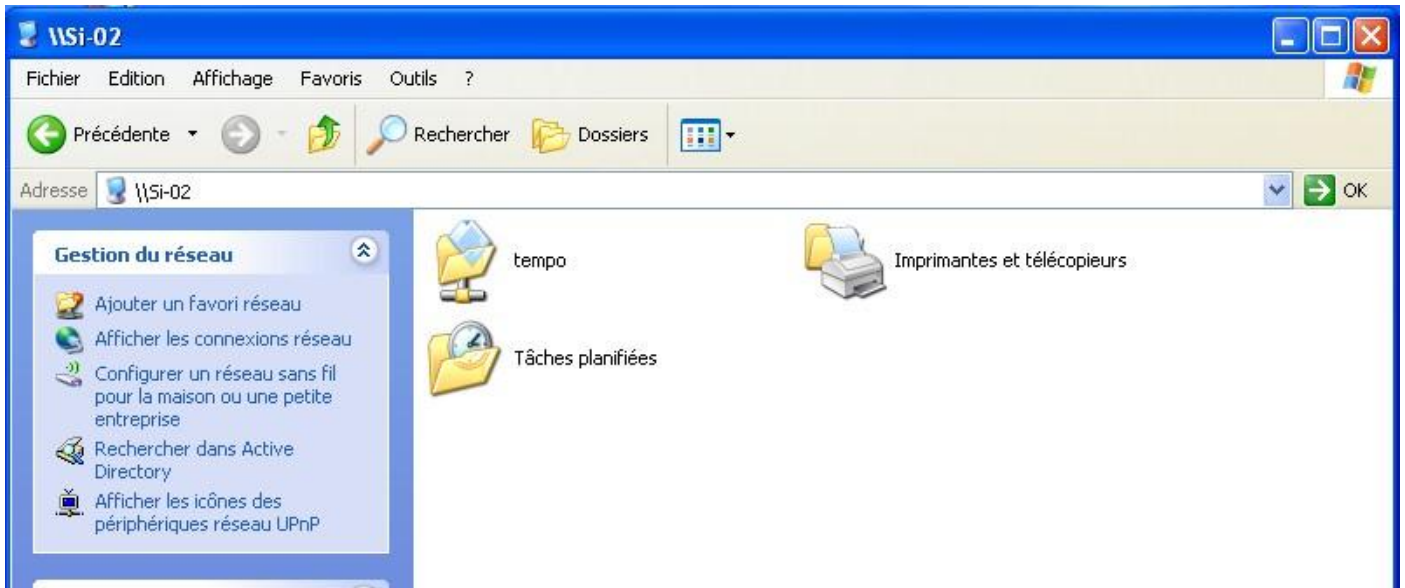 \\Si-02
Fichier Edition Affichage Favoris Outils ?
Précédente Rechercher Dossiers
Adresse \\Si-02 OK
Gestion du réseau
Ajouter un favori réseau
Afficher les connexions réseau
Configurer un réseau sans fil
pour la maison ou une petite
entreprise
Rechercher dans Active
Directory
Afficher les icônes des
périphériques réseau UPnP
tempo
Imprimantes et télécopieurs
Tâches planifiées